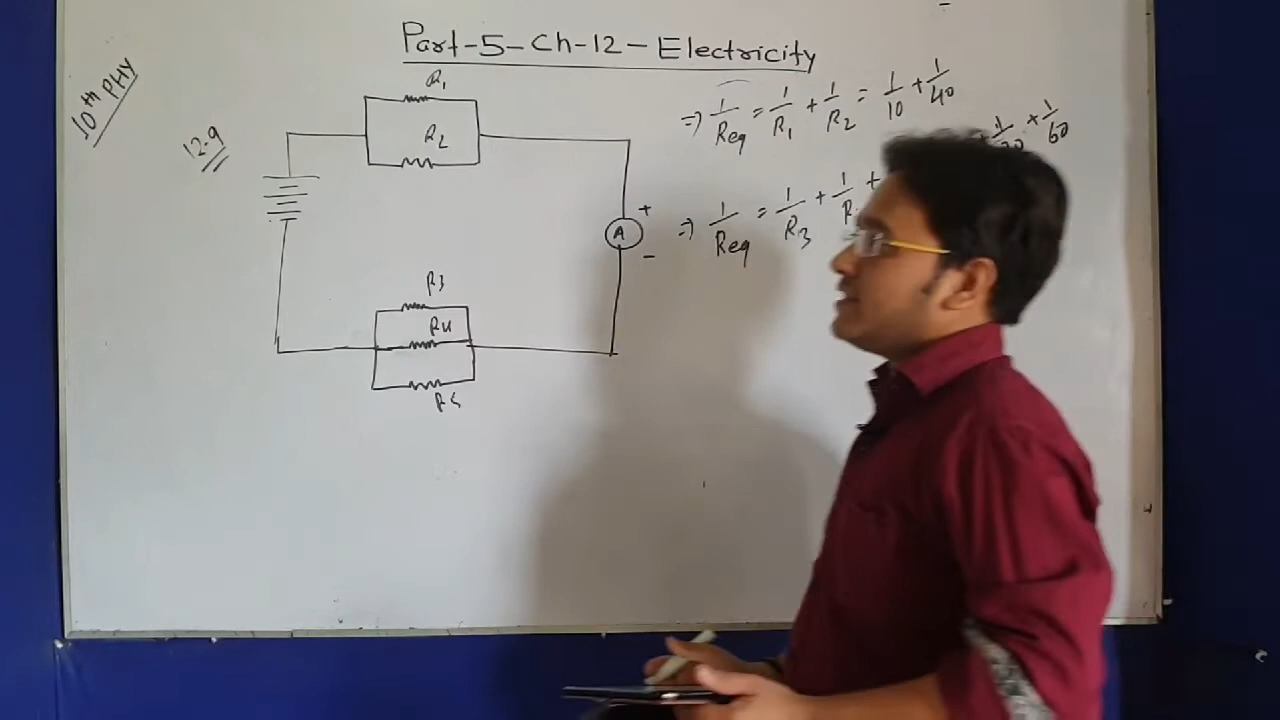 Part-5-Ch-12-Electricity
10th PHY
12.9
R1
R2
A
+
-
R3
R4
R5
=> 1/Req = 1/R1 + 1/R2 = 1/10 + 1/40
=> 1/Req = 1/R3 + 1/R +
+ 1/60